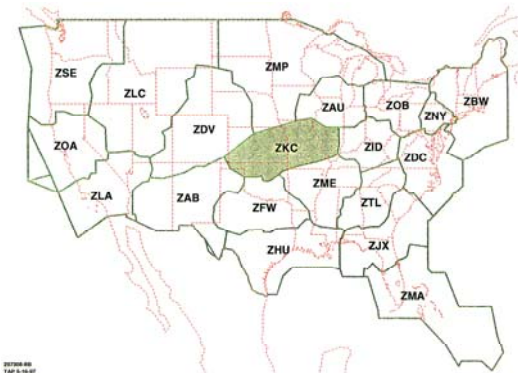 ZSE
ZLC
ZMP
ZBW
ZAU
ZOB
ZNY
ZDV
ZOA
ZKC
ZID
ZDC
ZLA
ZAB
ZME
ZFW
ZTL
ZHU
ZJX
ZMA